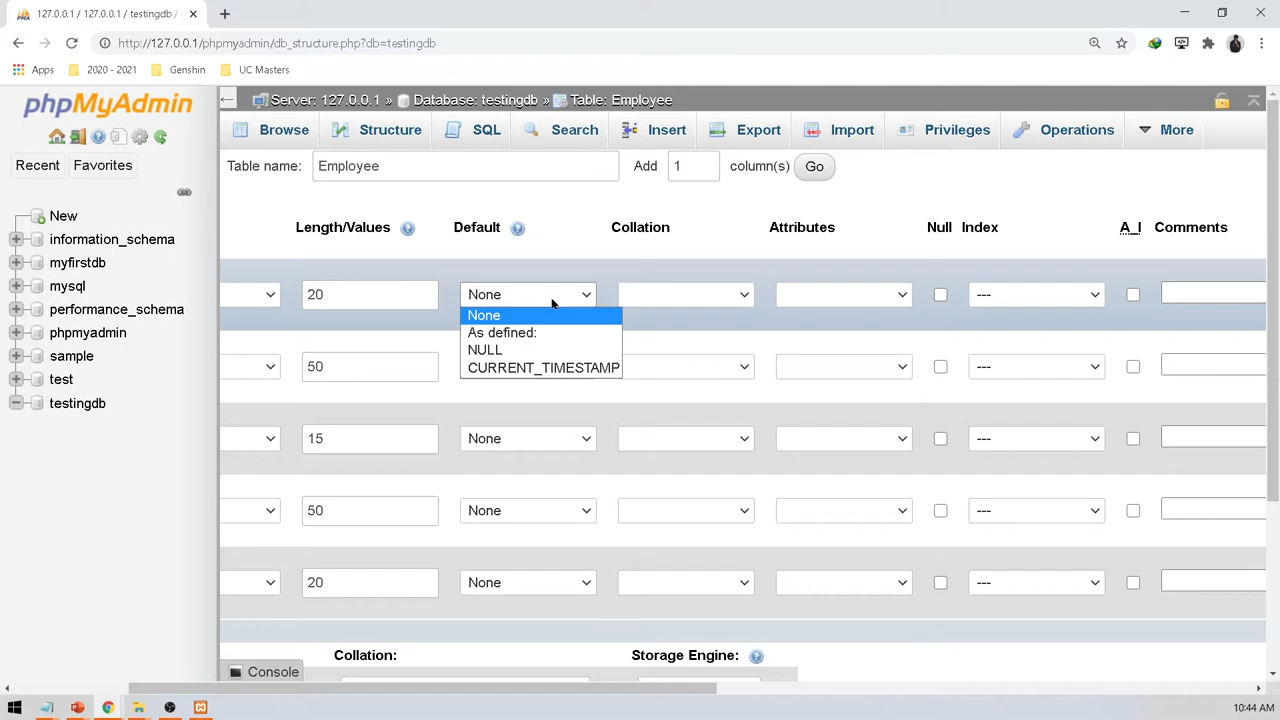 127.0.0.1 / 127.0.0.1 / testingdb
http://127.0.0.1/phpmyadmin/db_structure.php?db=testingdb
Apps 2020 - 2021 Genshin UC Masters
phpMyAdmin
Recent Favorites
New
information_schema
myfirstdb
mysql
performance_schema
phpmyadmin
sample
test
testingdb
Server: 127.0.0.1 » Database: testingdb » Table: Employee
Browse Structure SQL Search Insert Export Import Privileges Operations More
Table name: Employee Add 1 column(s) Go
Length/Values Default Collation Attributes Null Index A_I Comments
20 None ---
None
As defined:
NULL
CURRENT_TIMESTAMP
50 ---
15 None ---
50 None ---
20 None ---
Collation: Storage Engine:
Console
10:44 AM